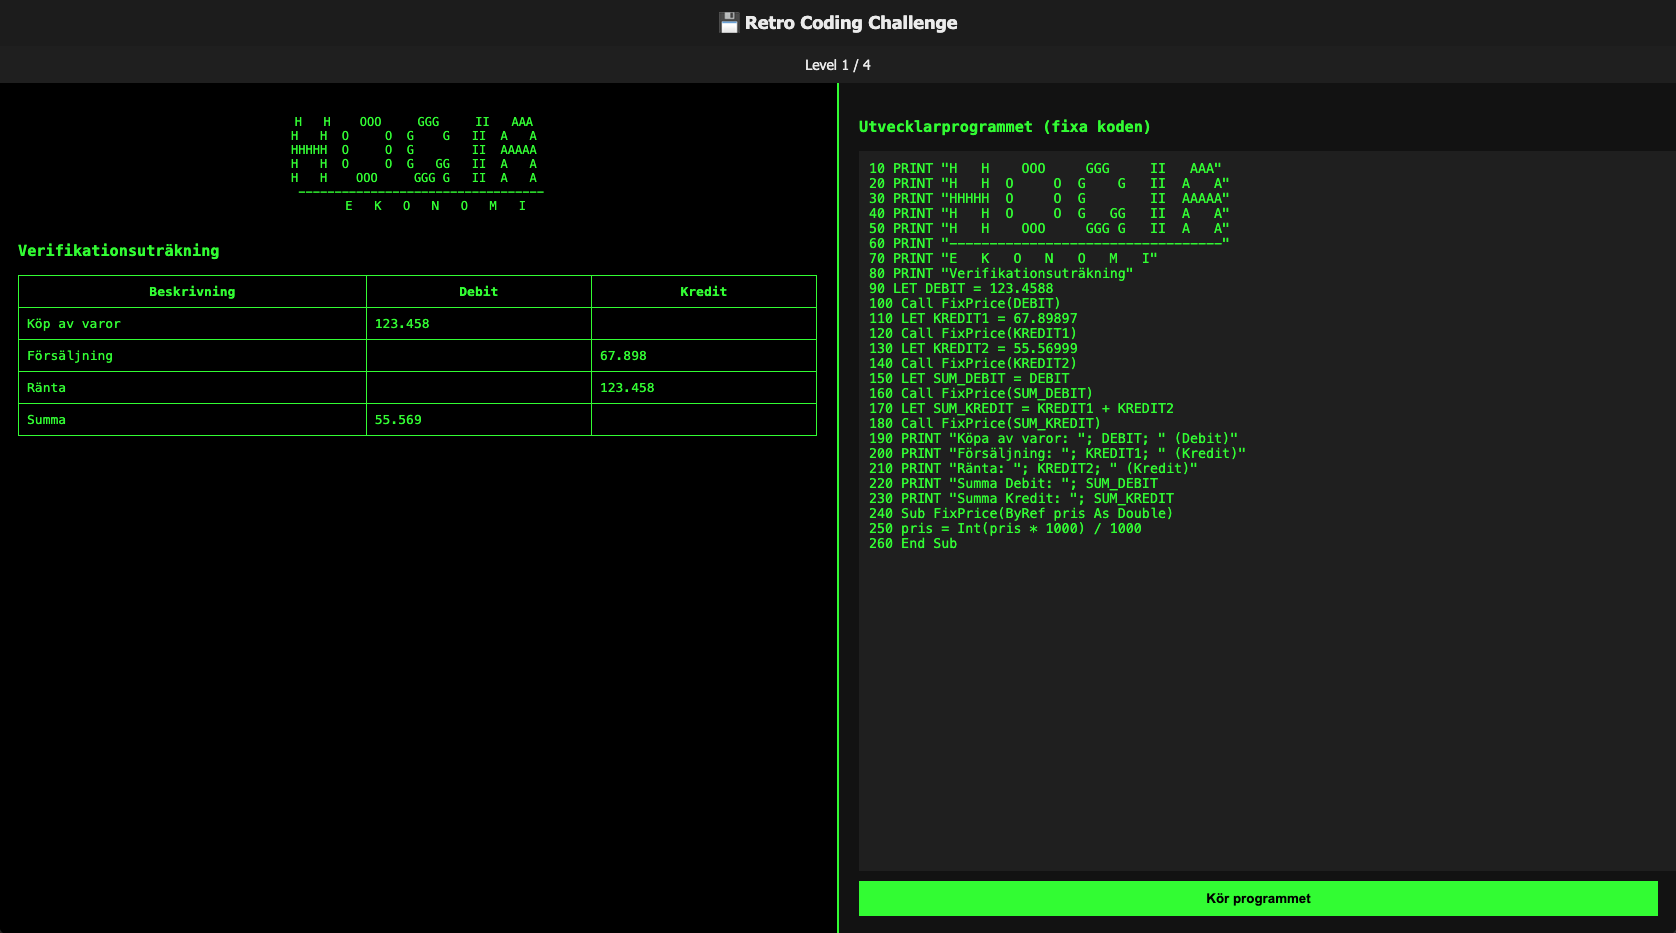 💾 Retro Coding Challenge
Level 1 / 4
H   H    OOO     GGG     II   AAA
H   H  O     O  G    G   II  A   A
HHHHH  O     O  G        II  AAAAA
H   H  O     O  G   GG   II  A   A
H   H    OOO     GGG G   II  A   A
----------------------------------
E   K   O   N   O   M   I
Verifikationsuträkning
Beskrivning Debit Kredit
Köp av varor 123.458
Försäljning 67.898
Ränta 123.458
Summa 55.569
Utvecklarprogrammet (fixa koden)
10 PRINT "H   H    OOO     GGG     II   AAA"
20 PRINT "H   H  O     O  G    G   II  A   A"
30 PRINT "HHHHH  O     O  G        II  AAAAA"
40 PRINT "H   H  O     O  G   GG   II  A   A"
50 PRINT "H   H    OOO     GGG G   II  A   A"
60 PRINT "----------------------------------"
70 PRINT "E   K   O   N   O   M   I"
80 PRINT "Verifikationsuträkning"
90 LET DEBIT = 123.4588
100 Call FixPrice(DEBIT)
110 LET KREDIT1 = 67.89897
120 Call FixPrice(KREDIT1)
130 LET KREDIT2 = 55.56999
140 Call FixPrice(KREDIT2)
150 LET SUM_DEBIT = DEBIT
160 Call FixPrice(SUM_DEBIT)
170 LET SUM_KREDIT = KREDIT1 + KREDIT2
180 Call FixPrice(SUM_KREDIT)
190 PRINT "Köpa av varor: "; DEBIT; " (Debit)"
200 PRINT "Försäljning: "; KREDIT1; " (Kredit)"
210 PRINT "Ränta: "; KREDIT2; " (Kredit)"
220 PRINT "Summa Debit: "; SUM_DEBIT
230 PRINT "Summa Kredit: "; SUM_KREDIT
240 Sub FixPrice(ByRef pris As Double)
250 pris = Int(pris * 1000) / 1000
260 End Sub
Kör programmet